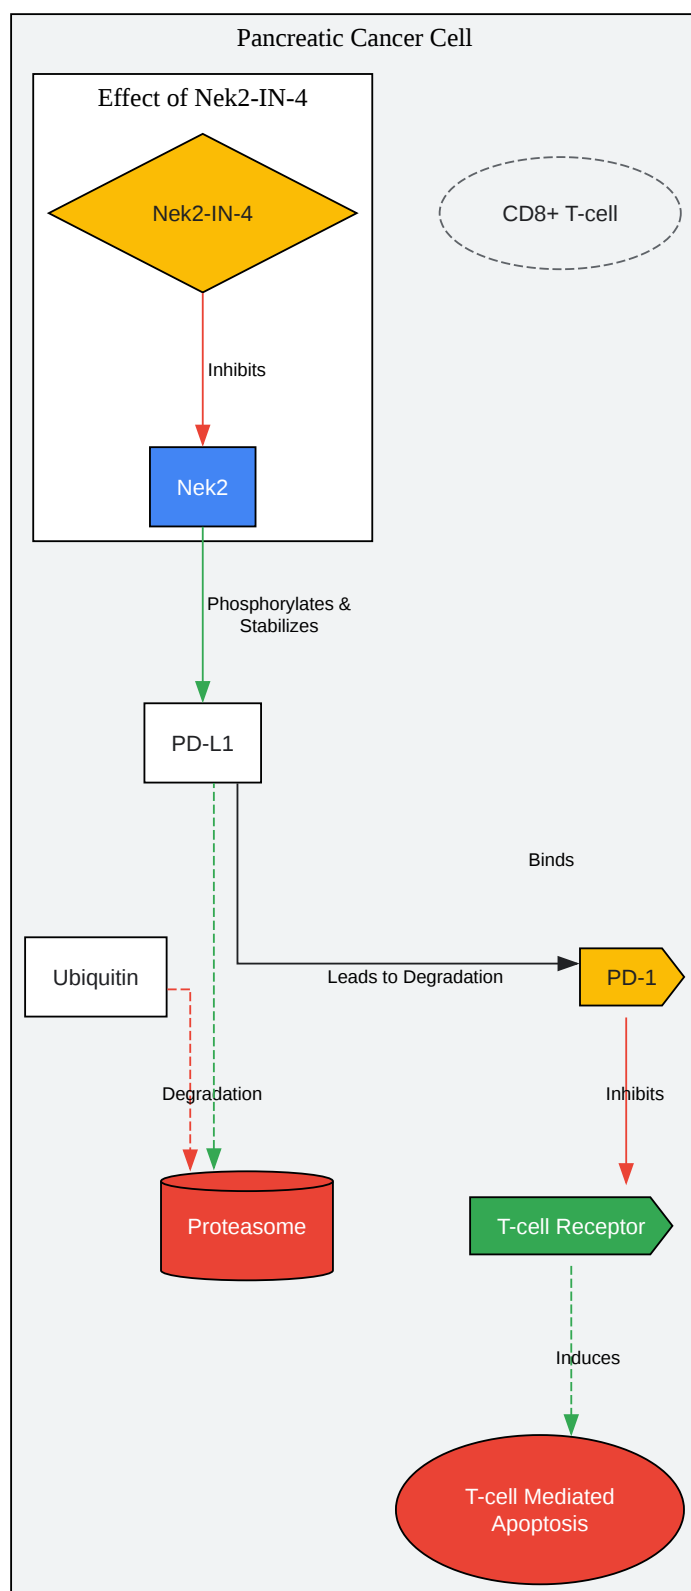 Pancreatic Cancer Cell
Effect of Nek2-IN-4
Nek2-IN-4
CD8+ T-cell
Inhibits
Nek2
Phosphorylates &
Stabilizes
PD-L1
Binds
Ubiquitin
Leads to Degradation
PD-1
Degradation
Inhibits
Proteasome
T-cell Receptor
Induces
T-cell Mediated
Apoptosis